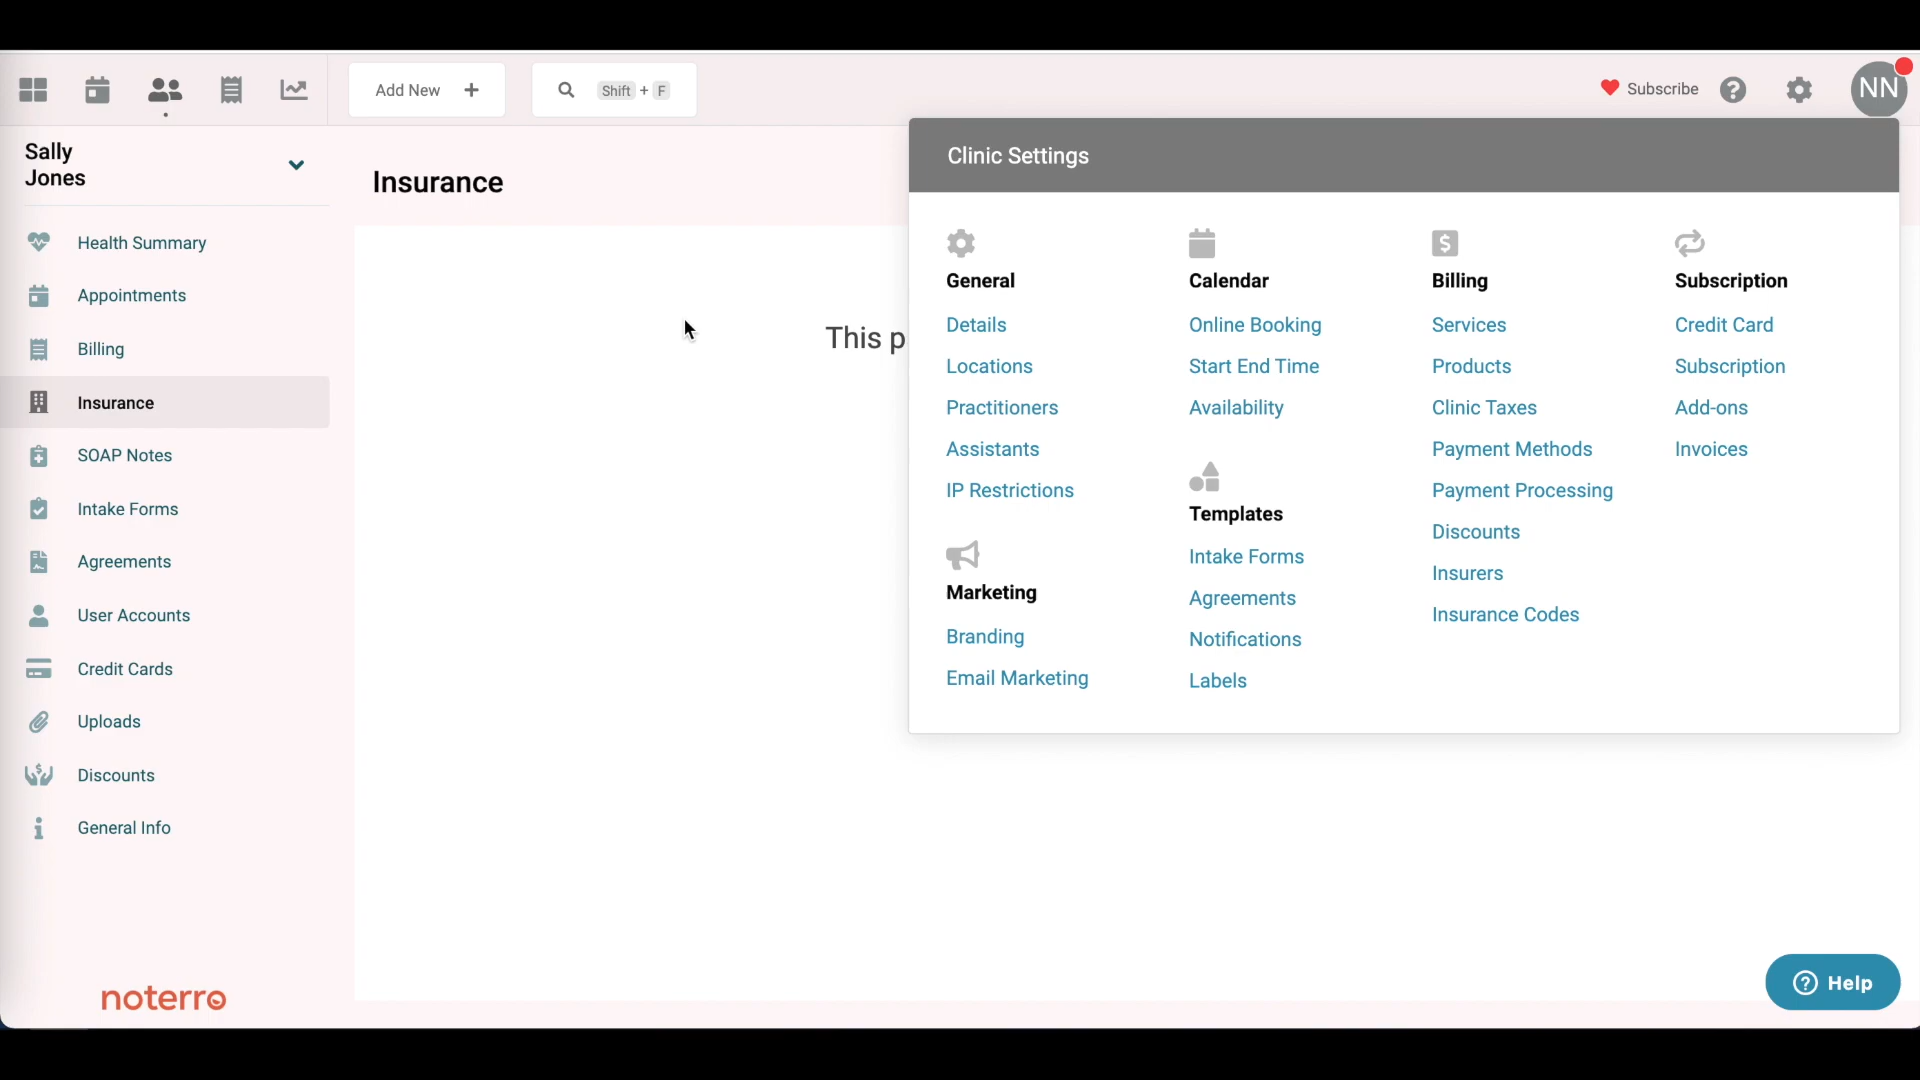 Add New +
Shift + F
Subscribe
NN
Sally
Jones
Health Summary
Appointments
Billing
Insurance
SOAP Notes
Intake Forms
Agreements
User Accounts
Credit Cards
Uploads
Discounts
General Info
noterro
Insurance
This p
Clinic Settings
General
Details
Locations
Practitioners
Assistants
IP Restrictions
Marketing
Branding
Email Marketing
Calendar
Online Booking
Start End Time
Availability
Templates
Intake Forms
Agreements
Notifications
Labels
Billing
Services
Products
Clinic Taxes
Payment Methods
Payment Processing
Discounts
Insurers
Insurance Codes
Subscription
Credit Card
Subscription
Add-ons
Invoices
Help